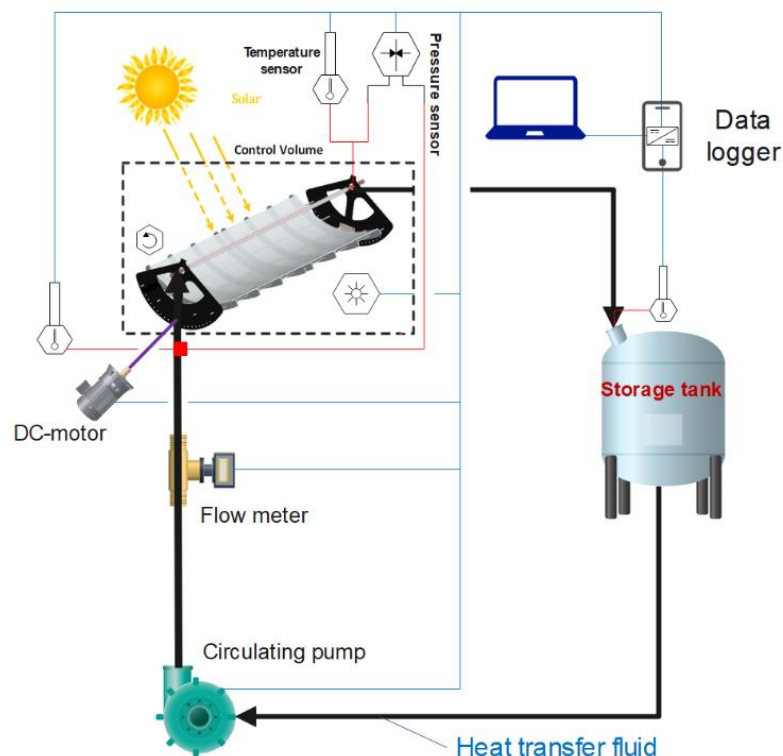 Temperature
sensor
Pressure sensor
Solar
Control Volume
Data
logger
Storage tank
DC-motor
Flow meter
Circulating pump
Heat transfer fluid